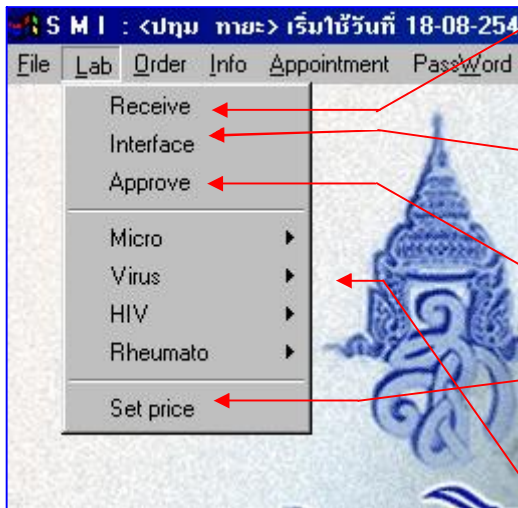 S M I : <ปทุม ทายะ> เริ่มใช้วันที่ 18-08-254
File Lab Order Info Appointment PassWord
Receive
Interface
Approve
Micro
Virus
HIV
Rheumato
Set price